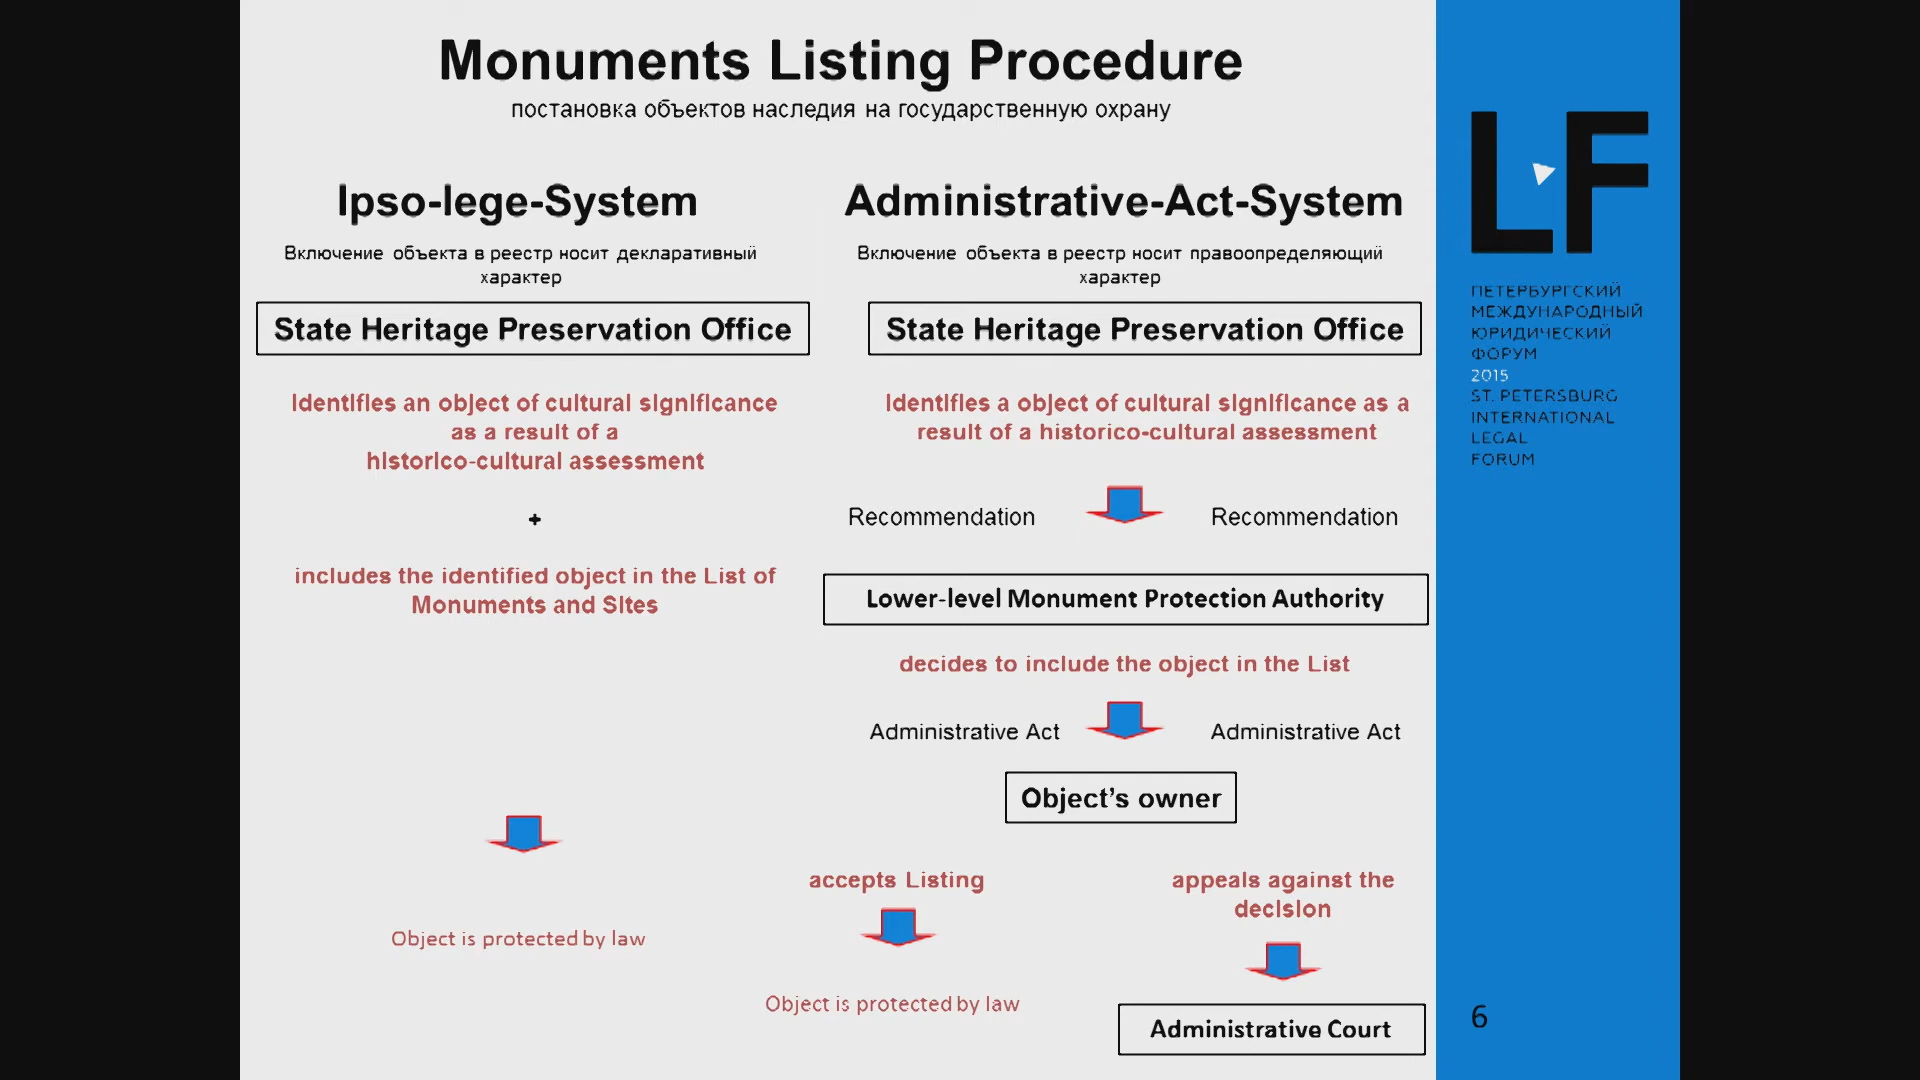 Monuments Listing Procedure
постановка объектов наследия на государственную охрану
Ipso-lege-System
Включение объекта в реестр носит декларативный
характер
State Heritage Preservation Office
Identifies an object of cultural significance
as a result of a
historico-cultural assessment
+
includes the identified object in the List of
Monuments and Sites
Object is protected by law
Administrative-Act-System
Включение объекта в реестр носит правоопределяющий
характер
State Heritage Preservation Office
Identifies a object of cultural significance as a
result of a historico-cultural assessment
Recommendation Recommendation
Lower-level Monument Protection Authority
decides to include the object in the List
Administrative Act Administrative Act
Object’s owner
accepts Listing
Object is protected by law
appeals against the
decision
Administrative Court
LF
ПЕТЕРБУРГСКИЙ
МЕЖДУНАРОДНЫЙ
ЮРИДИЧЕСКИЙ
ФОРУМ
2015
ST. PETERSBURG
INTERNATIONAL
LEGAL
FORUM
6